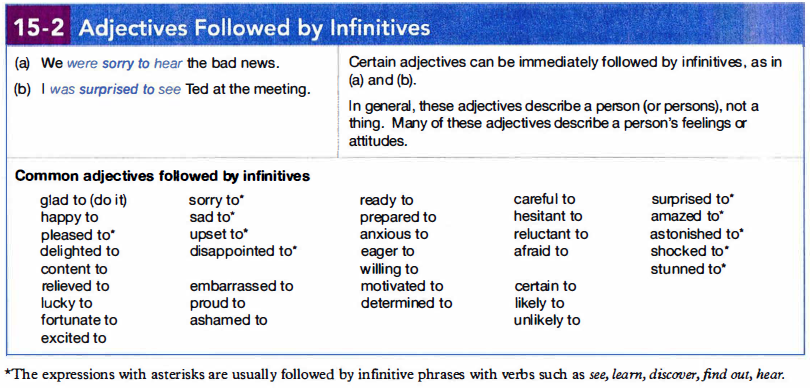 15-2 Adjectives Followed by Infinitives
(a) We were sorry to hear the bad news.
(b) I was surprised to see Ted at the meeting.
Certain adjectives can be immediately followed by infinitives, as in
(a) and (b).
In general, these adjectives describe a person (or persons), not a
thing. Many of these adjectives describe a person's feelings or
attitudes.
Common adjectives followed by infinitives
glad to (do it)
happy to
pleased to*
delighted to
content to
relieved to
lucky to
fortunate to
excited to
sorry to*
sad to*
upset to*
disappointed to*
embarrassed to
proud to
ashamed to
ready to
prepared to
anxious to
eager to
willing to
motivated to
determined to
careful to
hesitant to
reluctant to
afraid to
certain to
likely to
unlikely to
surprised to*
amazed to*
astonished to*
shocked to*
stunned to*
*The expressions with asterisks are usually followed by infinitive phrases with verbs such as see, learn, discover, find out, hear.